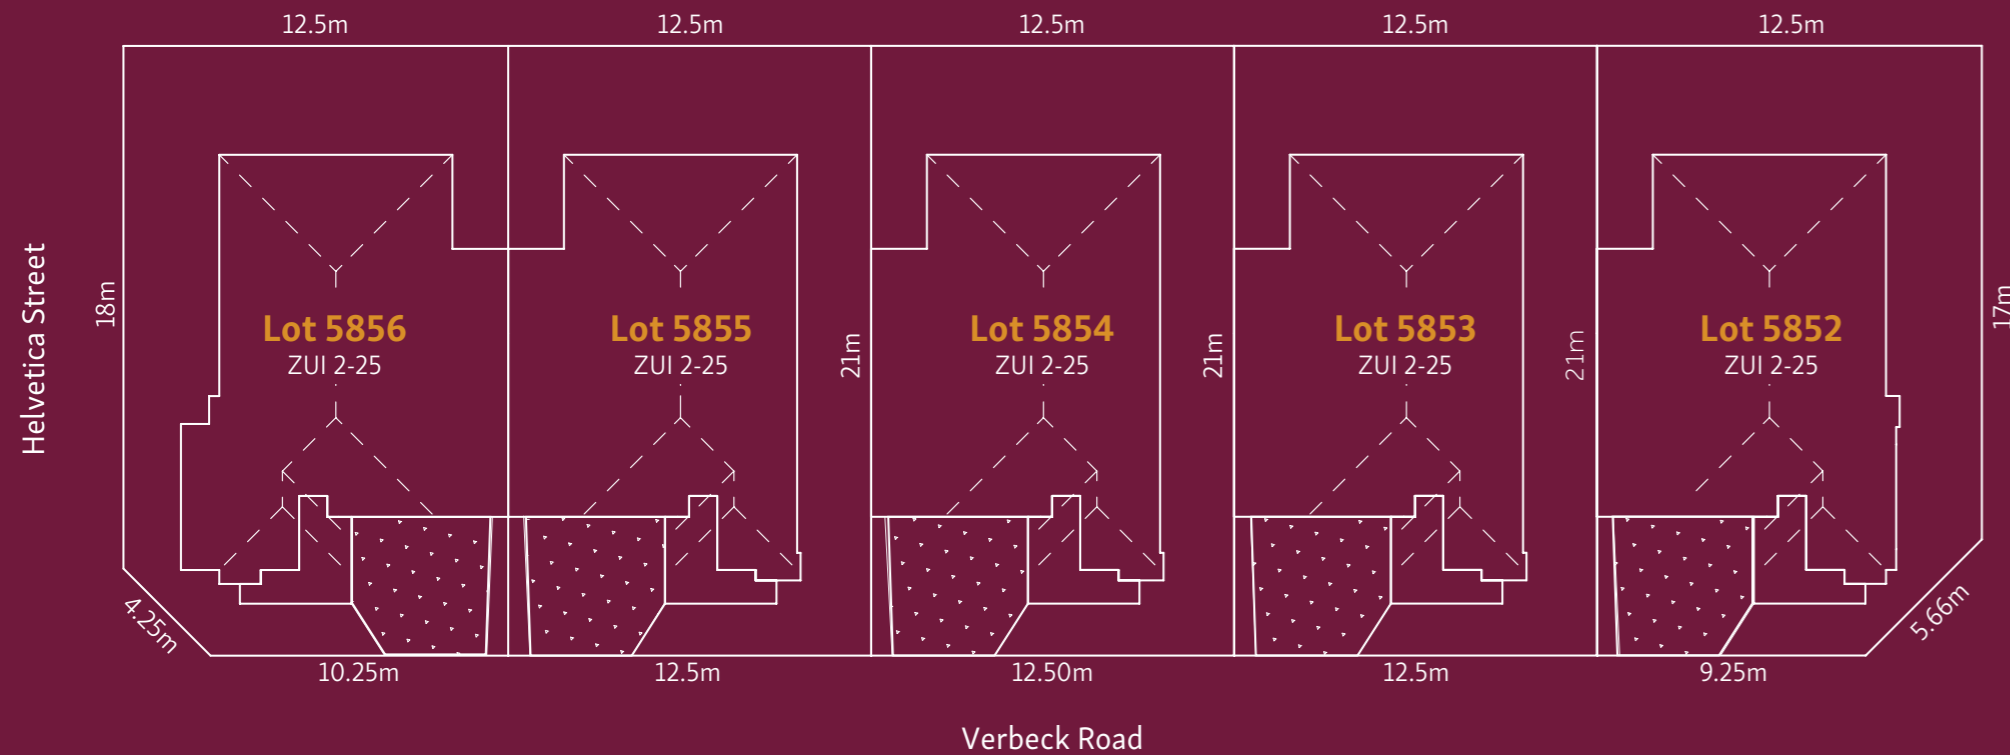 12.5m 12.5m 12.5m 12.5m 12.5m
Helvetica Street
18m
Lot 5856
ZUI 2-25
Lot 5855
ZUI 2-25
21m
Lot 5854
ZUI 2-25
21m
Lot 5853
ZUI 2-25
21m
Lot 5852
ZUI 2-25
17m
4.25m
5.66m
10.25m 12.5m 12.50m 12.5m 9.25m
Verbeck Road